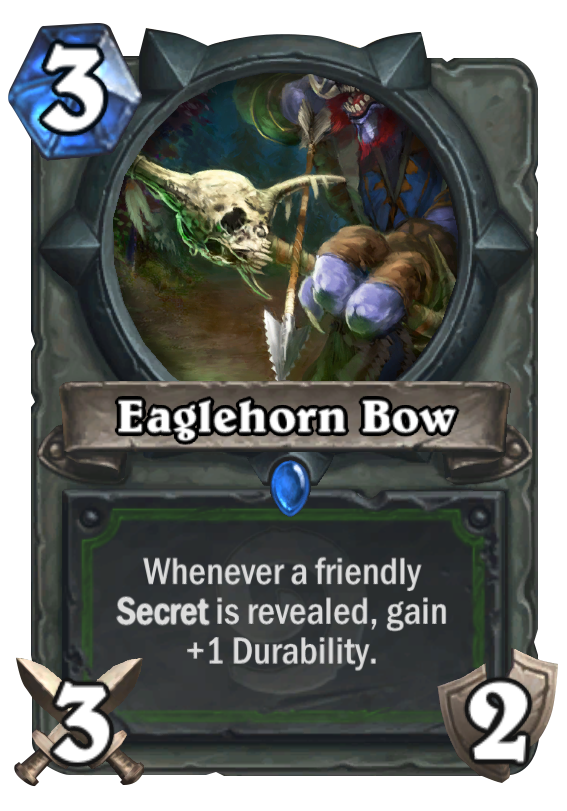 3
Eaglehorn Bow
Whenever a friendly
Secret is revealed, gain
+1 Durability.
3
2